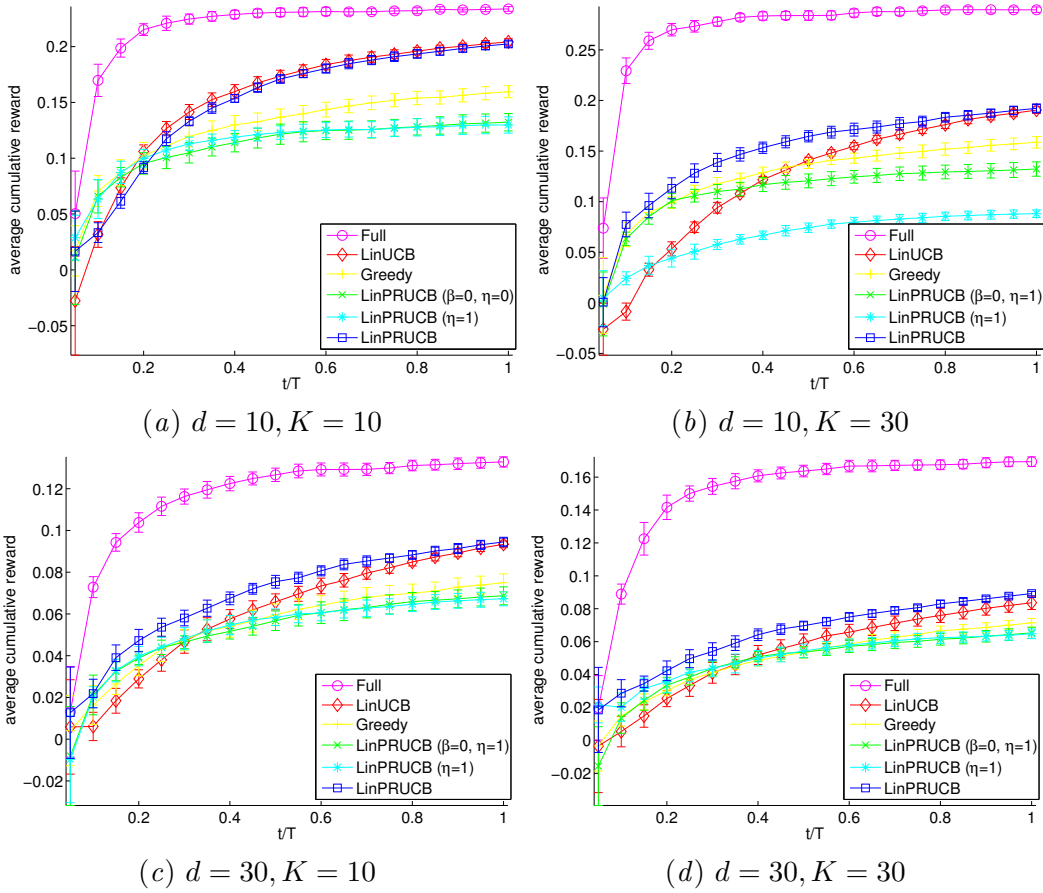 0.2
0.15
0.1
0.05
0
−0.05
average cumulative reward
0.2 0.4 0.6 0.8 1
t/T
Full
LinUCB
Greedy
LinPRUCB (β=0, η=0)
LinPRUCB (η=1)
LinPRUCB
(a) d = 10, K = 10
0.25
0.2
0.15
0.1
0.05
0
−0.05
average cumulative reward
0.2 0.4 0.6 0.8 1
t/T
Full
LinUCB
Greedy
LinPRUCB (β=0, η=1)
LinPRUCB (η=1)
LinPRUCB
(b) d = 10, K = 30
0.12
0.1
0.08
0.06
0.04
0.02
0
−0.02
average cumulative reward
0.2 0.4 0.6 0.8 1
t/T
Full
LinUCB
Greedy
LinPRUCB (β=0, η=1)
LinPRUCB (η=1)
LinPRUCB
(c) d = 30, K = 10
0.16
0.14
0.12
0.1
0.08
0.06
0.04
0.02
0
−0.02
average cumulative reward
0.2 0.4 0.6 0.8 1
t/T
Full
LinUCB
Greedy
LinPRUCB (β=0, η=1)
LinPRUCB (η=1)
LinPRUCB
(d) d = 30, K = 30